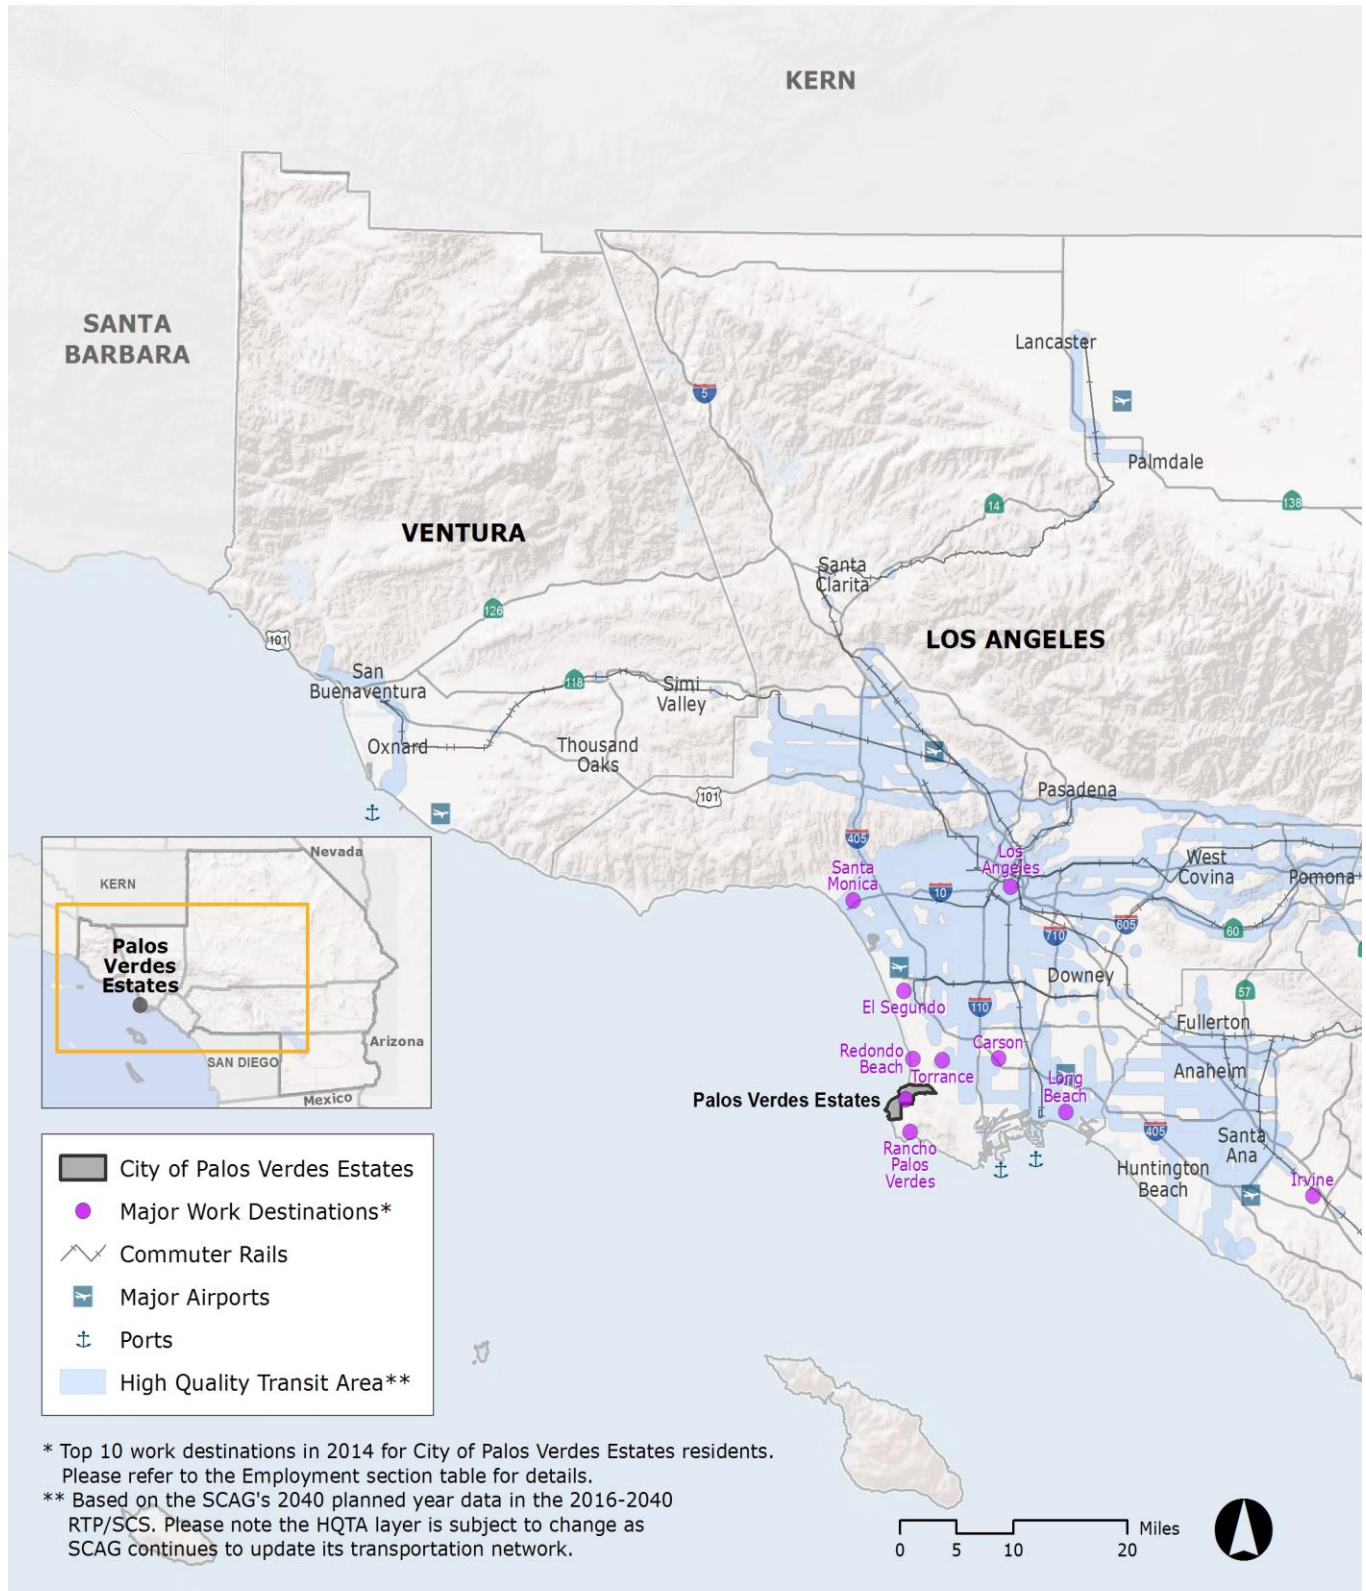 KERN
SANTA
BARBARA
Lancaster
5
Palmdale
14
138
VENTURA
Santa
Clarita
126
101
LOS ANGELES
San
Buenaventura
118
Simi
Valley
Oxnard
Thousand
Oaks
101
Pasadena
405
Los
Angeles
Santa
Monica
10
West
Covina
Pomona
605
60
710
Downey
57
El Segundo
110
Fullerton
Redondo
Beach
Carson
Torrance
Anaheim
Long
Beach
Palos Verdes Estates
405
Santa
Ana
Rancho
Palos
Verdes
Huntington
Beach
Irvine
Nevada
KERN
Palos
Verdes
Estates
Arizona
SAN DIEGO
Mexico
City of Palos Verdes Estates
Major Work Destinations*
Commuter Rails
Major Airports
Ports
High Quality Transit Area**
* Top 10 work destinations in 2014 for City of Palos Verdes Estates residents.
Please refer to the Employment section table for details.
** Based on the SCAG's 2040 planned year data in the 2016-2040
RTP/SCS. Please note the HQTA layer is subject to change as
SCAG continues to update its transportation network.
Miles
0 5 10 20